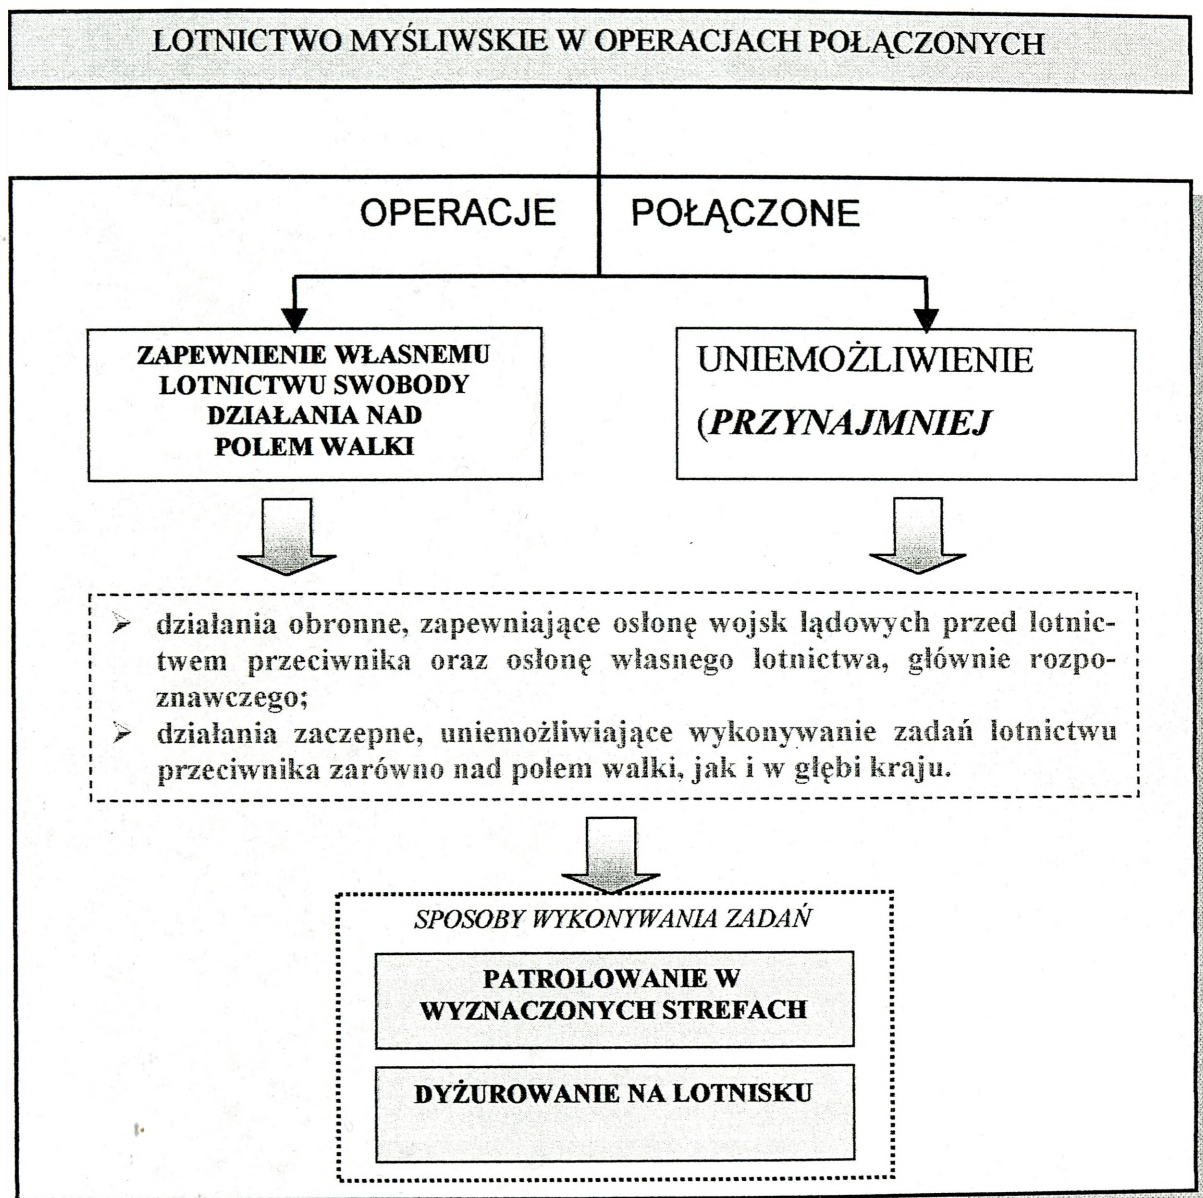 LOTNICTWO MYŚLIWSKIE W OPERACJACH POŁĄCZONYCH
OPERACJE POŁĄCZONE
ZAPEWNIENIE WŁASNEMU
LOTNICTWU SWOBODY
DZIAŁANIA NAD
POLEM WALKI
UNIEMOŻLIWIENIE
(PRZYNAJMNIEJ
➢ działania obronne, zapewniające osłonę wojsk lądowych przed lotnic-
twem przeciwnika oraz osłonę własnego lotnictwa, głównie rozpo-
znawczego;
➢ działania zaczepne, uniemożliwiające wykonywanie zadań lotnictwu
przeciwnika zarówno nad polem walki, jak i w głębi kraju.
SPOSOBY WYKONYWANIA ZADAŃ
PATROLOWANIE W
WYZNACZONYCH STREFACH
DYŻUROWANIE NA LOTNISKU